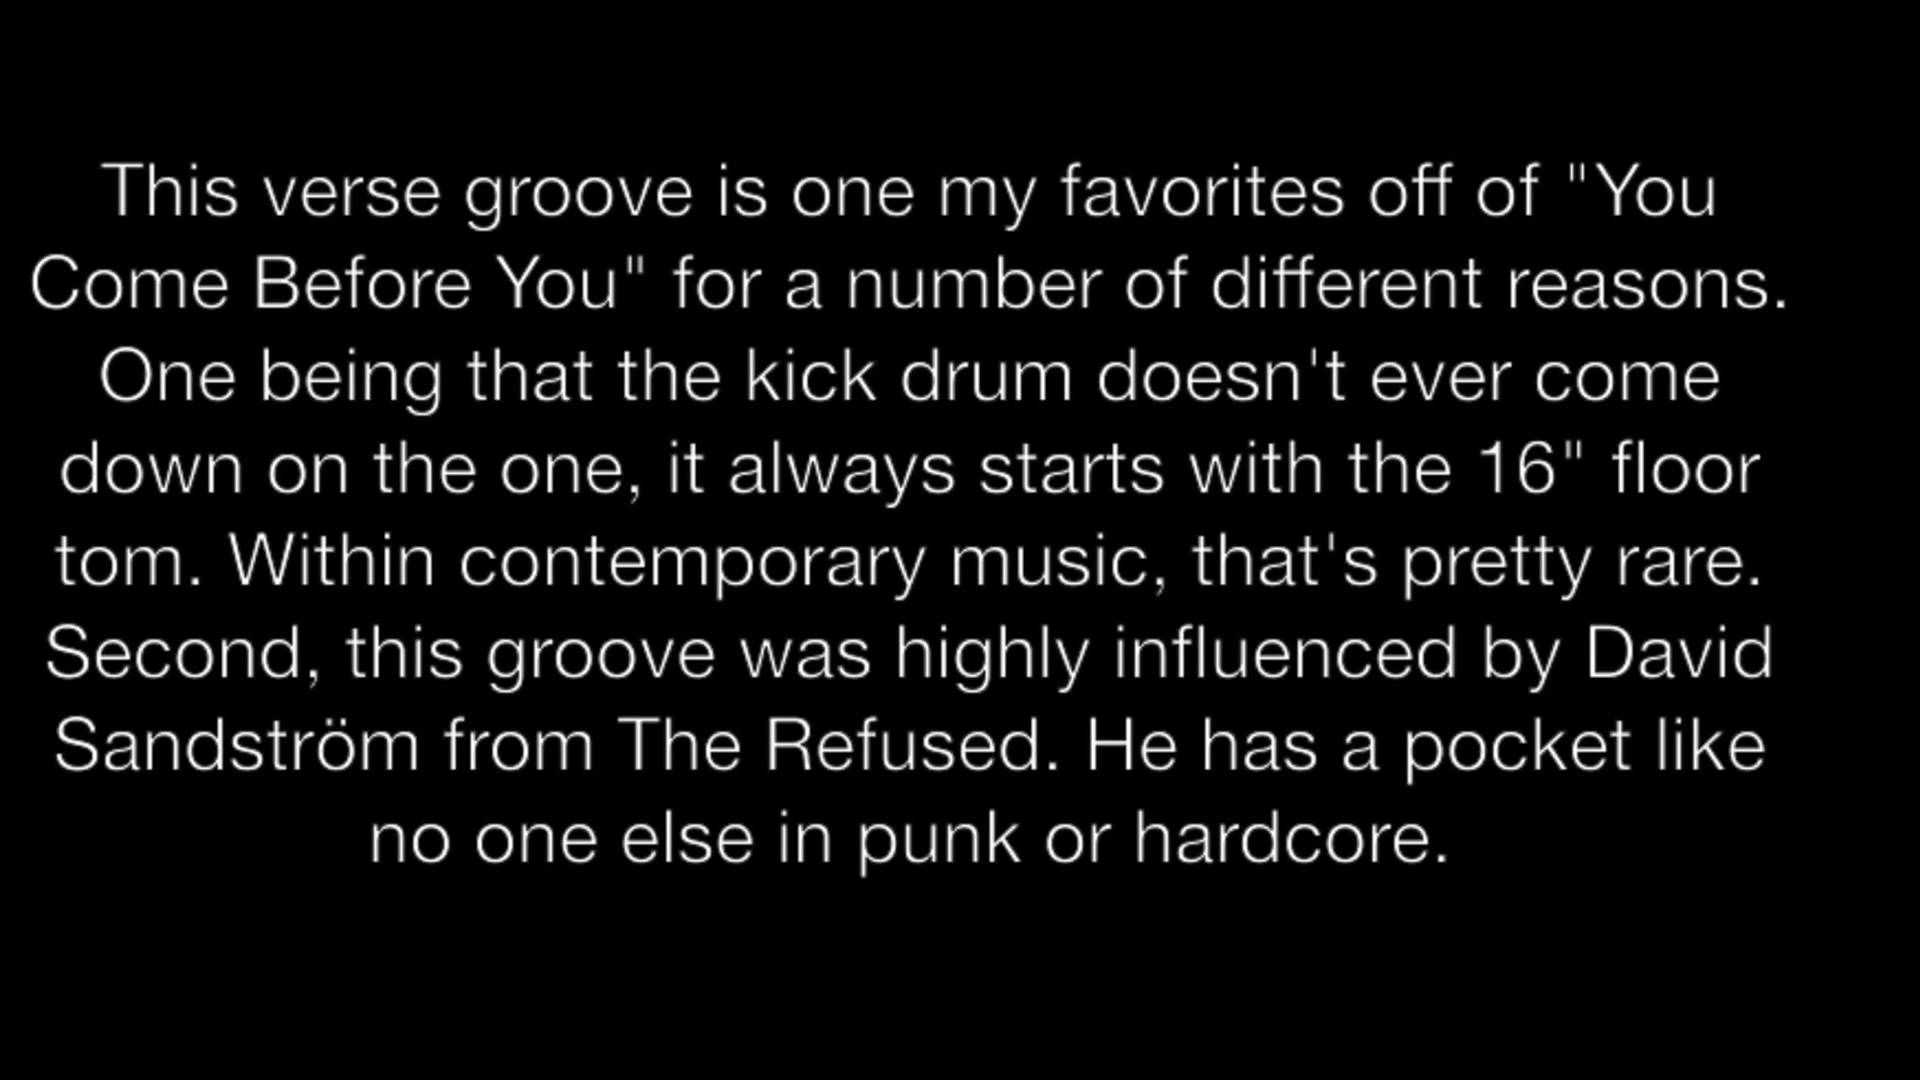 This verse groove is one my favorites off of "You
Come Before You" for a number of different reasons.
One being that the kick drum doesn't ever come
down on the one, it always starts with the 16" floor
tom. Within contemporary music, that's pretty rare.
Second, this groove was highly influenced by David
Sandström from The Refused. He has a pocket like
no one else in punk or hardcore.